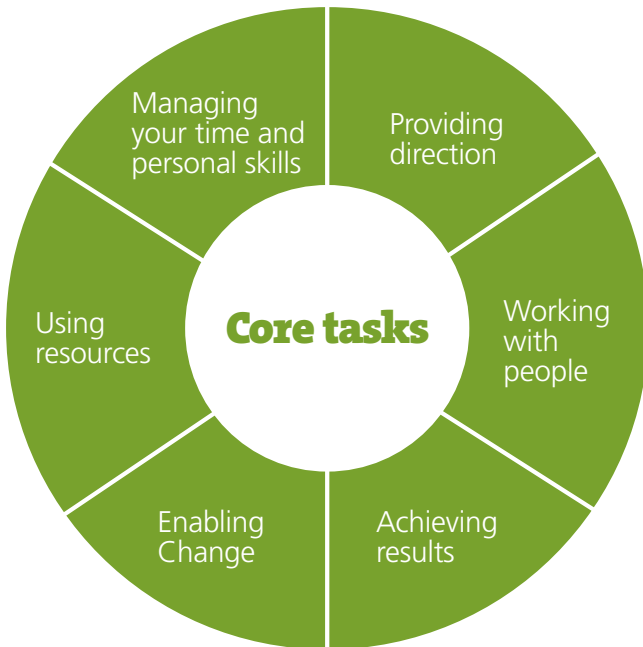 Core tasks
Providing
direction
Working
with
people
Achieving
results
Enabling
Change
Using
resources
Managing
your time and
personal skills